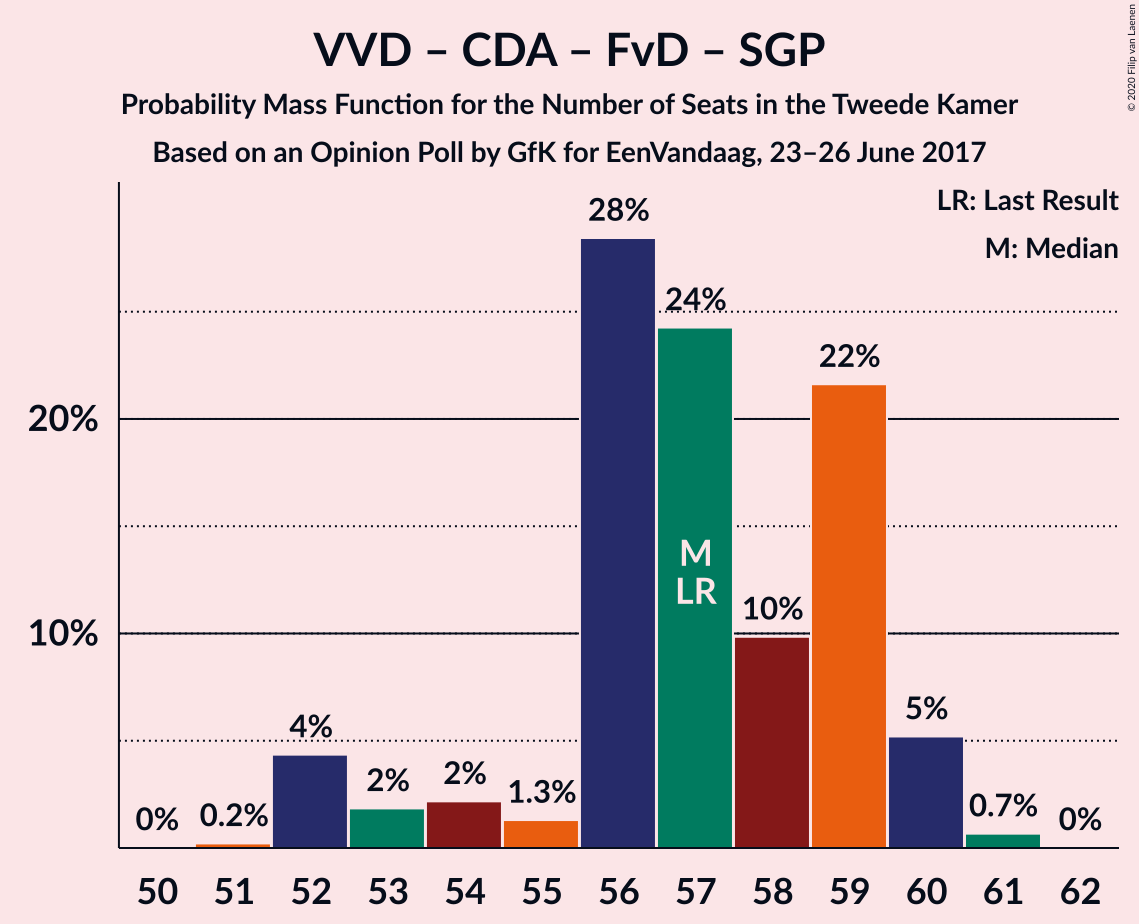 VVD – CDA – FvD – SGP
Probability Mass Function for the Number of Seats in the Tweede Kamer
Based on an Opinion Poll by GfK for EenVandaag, 23–26 June 2017
© 2020 Filip van Laenen
LR: Last Result
M: Median
28%
24%
22%
20%
M
LR
10%
10%
5%
4%
2%
2%
1.3%
0.7%
0%
0.2%
0%
50 51 52 53 54 55 56 57 58 59 60 61 62